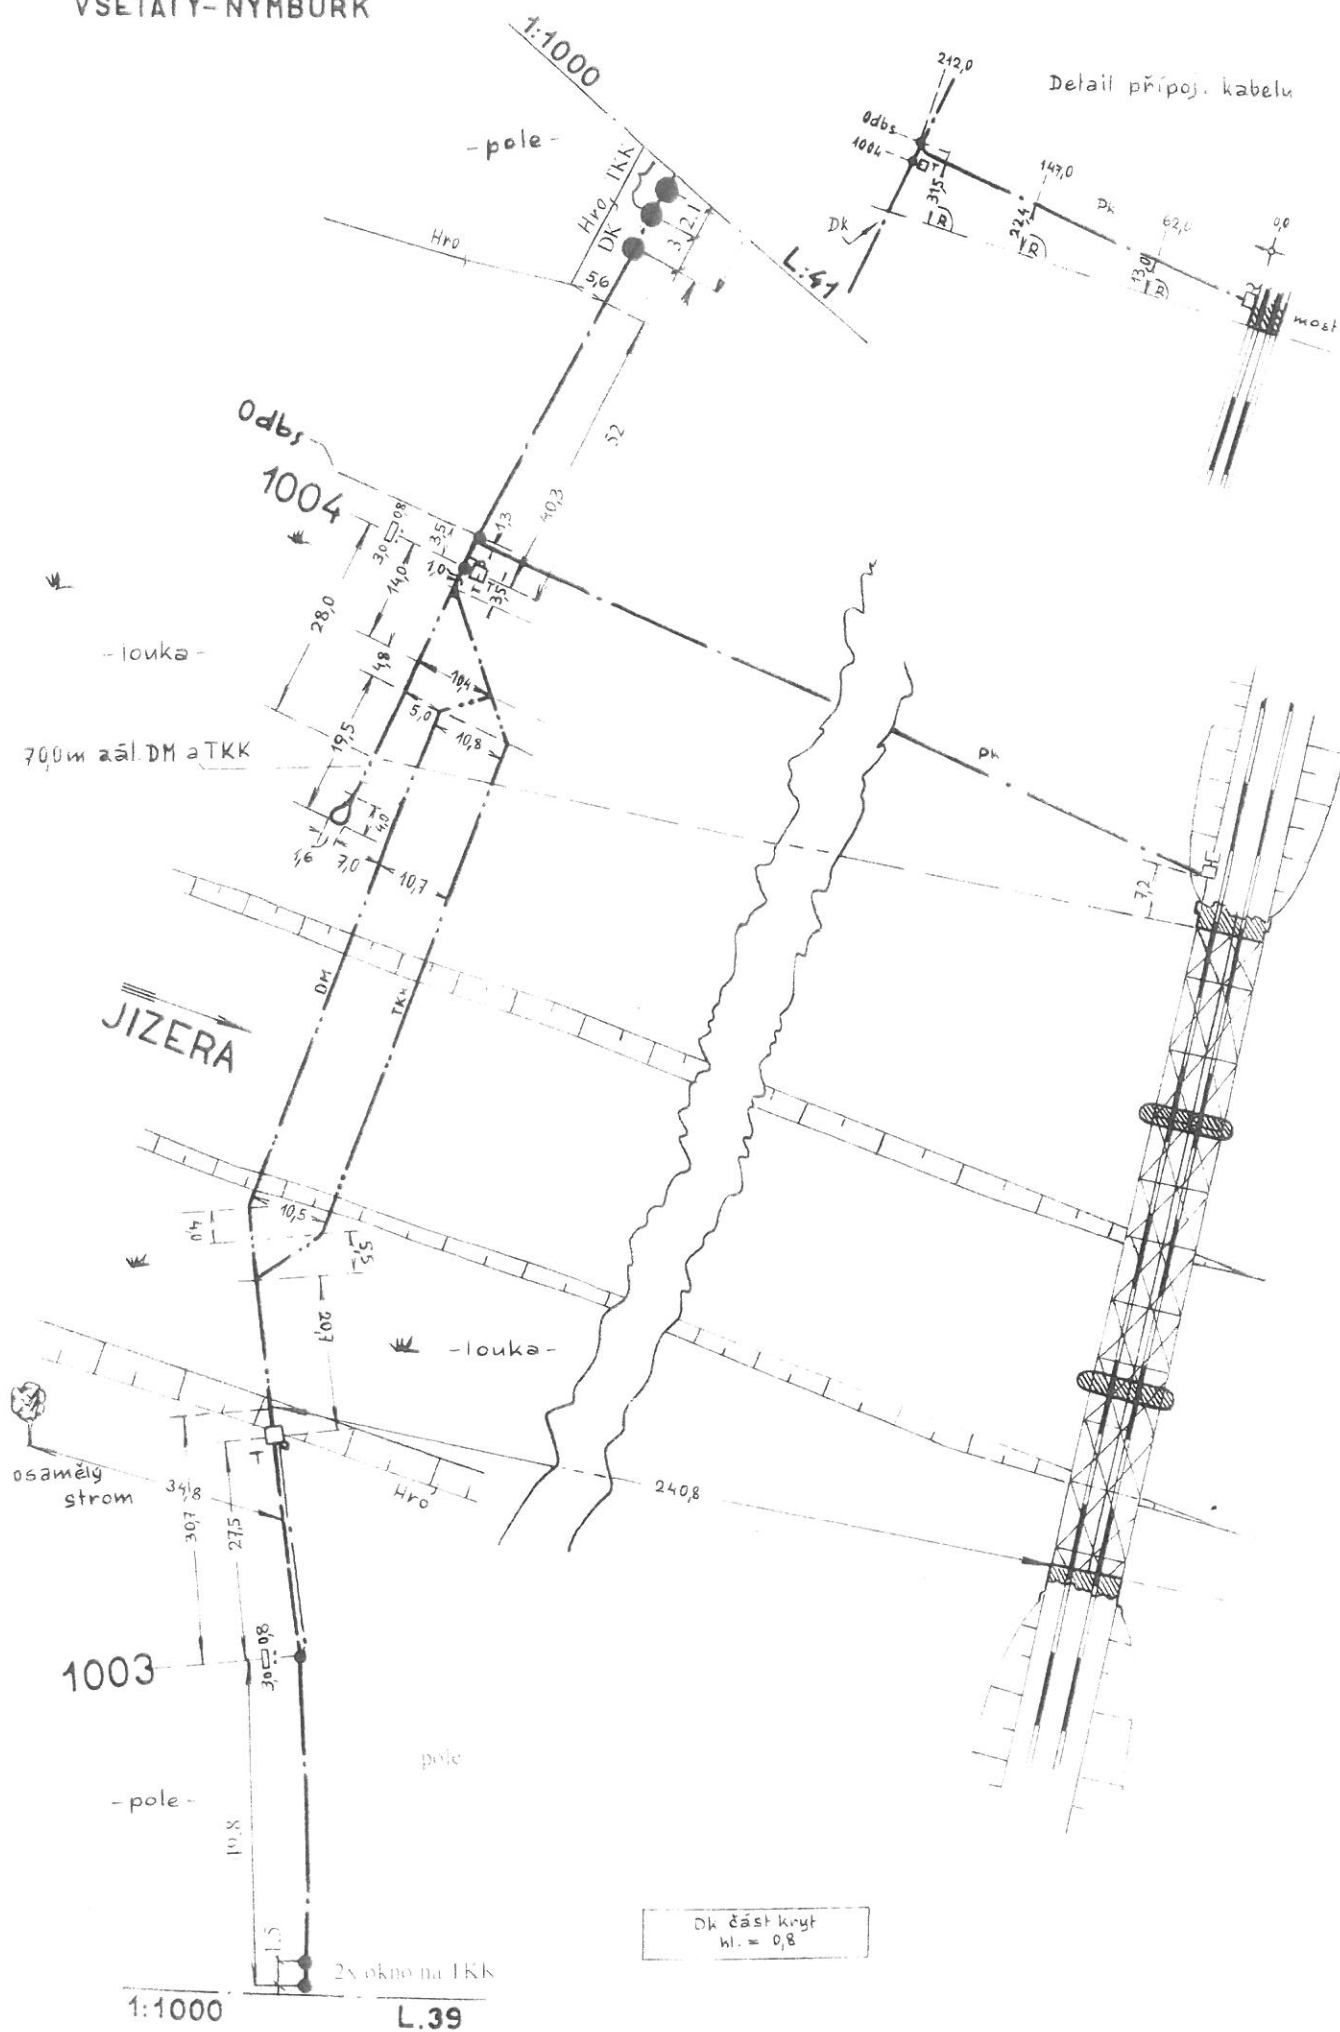 VŠETATY-NYMBURK
1:1000
L:41
-pole-
Hro
Hro, TKK
DK
2.1
3
5,6
52
40,3
Detail přípoj. kabelu
212,0
Odbs
1004
T
31,5
147,0
Dk
Pk
22,4
62,0
13,0
0,0
R
R
R
most
Odbs
1004
0,8
3,0
3,5
1,3
1,0
T
3,5
14,0
28,0
4,8
-louka-
10,4
5,0
10,8
19,5
700m zál. DM a TKK
4,0
1,6
7,0
10,7
Pk
7,2
DM
TKK
JIZERA
10,5
4,0
5,5
20,7
-louka-
osamělý
strom
T
Hro
34,8
30,7
27,5
240,8
1003
3,0
0,8
pole
-pole-
1,5
2x okno na TKK
Dk část kryt
hl. = 0,8
1:1000
L.39